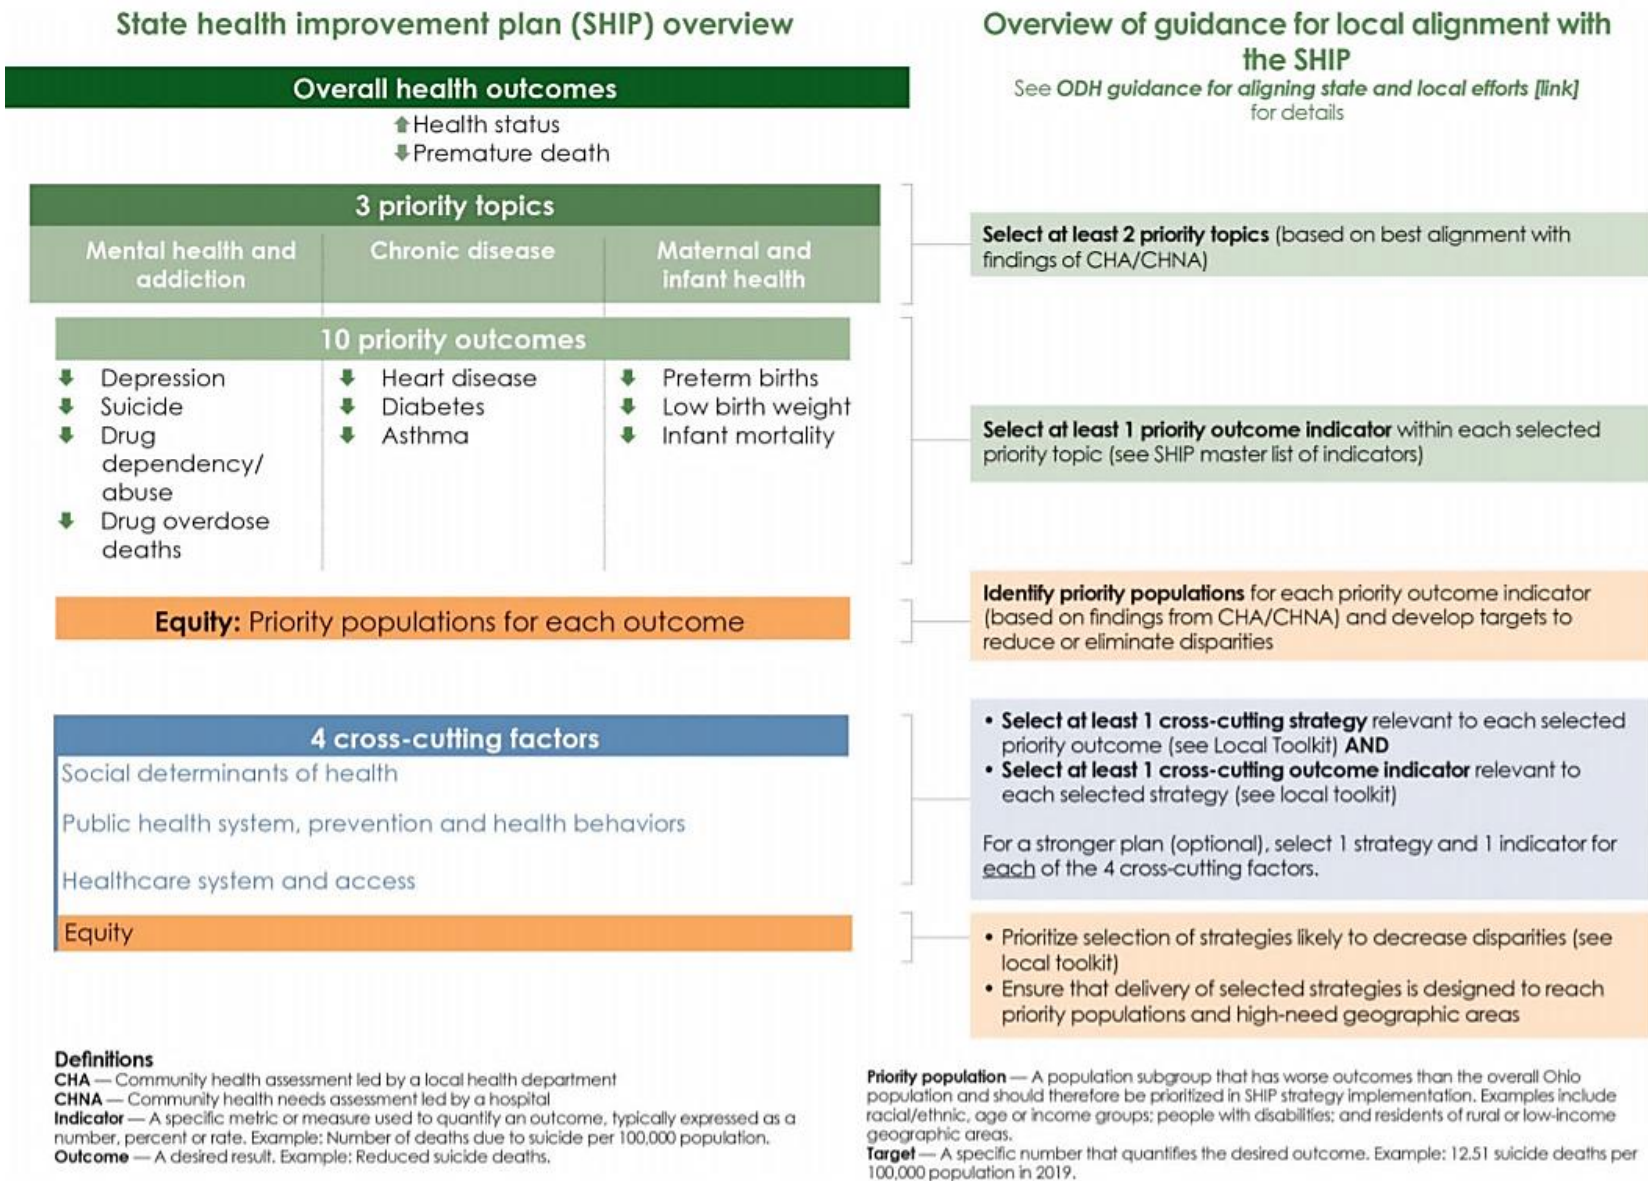 State health improvement plan (SHIP) overview
Overall health outcomes
Health status
Premature death
3 priority topics
Mental health and
addiction
Chronic disease
Maternal and
infant health
10 priority outcomes
Depression
Suicide
Drug
dependency/
abuse
Drug overdose
deaths
Heart disease
Diabetes
Asthma
Preterm births
Low birth weight
Infant mortality
Equity: Priority populations for each outcome
4 cross-cutting factors
Social determinants of health
Public health system, prevention and health behaviors
Healthcare system and access
Equity
Overview of guidance for local alignment with
the SHIP
See ODH guidance for aligning state and local efforts [link]
for details
Select at least 2 priority topics (based on best alignment with
findings of CHA/CHNA)
Select at least 1 priority outcome indicator within each selected
priority topic (see SHIP master list of indicators)
Identify priority populations for each priority outcome indicator
(based on findings from CHA/CHNA) and develop targets to
reduce or eliminate disparities
• Select at least 1 cross-cutting strategy relevant to each selected
priority outcome (see Local Toolkit) AND
• Select at least 1 cross-cutting outcome indicator relevant to
each selected strategy (see local toolkit)
For a stronger plan (optional), select 1 strategy and 1 indicator for
each of the 4 cross-cutting factors.
• Prioritize selection of strategies likely to decrease disparities (see
local toolkit)
• Ensure that delivery of selected strategies is designed to reach
priority populations and high-need geographic areas
Definitions
CHA — Community health assessment led by a local health department
CHNA — Community health needs assessment led by a hospital
Indicator — A specific metric or measure used to quantify an outcome, typically expressed as a
number, percent or rate. Example: Number of deaths due to suicide per 100,000 population.
Outcome — A desired result. Example: Reduced suicide deaths.
Priority population — A population subgroup that has worse outcomes than the overall Ohio
population and should therefore be prioritized in SHIP strategy implementation. Examples include
racial/ethnic, age or income groups; people with disabilities; and residents of rural or low-income
geographic areas.
Target — A specific number that quantifies the desired outcome. Example: 12.51 suicide deaths per
100,000 population in 2019.